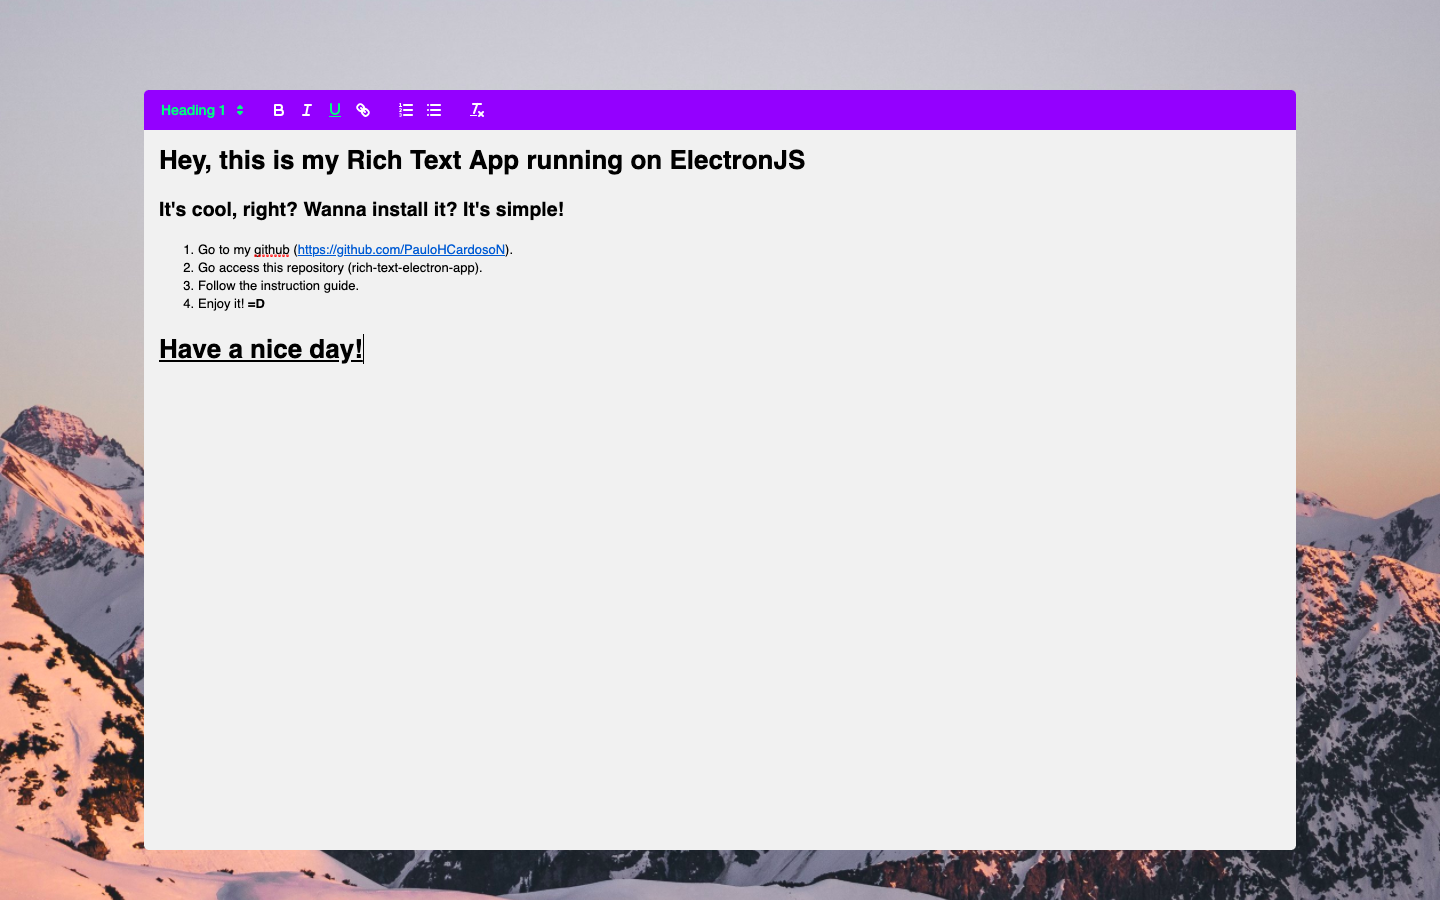 Heading 1 B I U
Hey, this is my Rich Text App running on ElectronJS
It's cool, right? Wanna install it? It's simple!
1. Go to my github (https://github.com/PauloHCardosoN).
2. Go access this repository (rich-text-electron-app).
3. Follow the instruction guide.
4. Enjoy it! =D
Have a nice day!